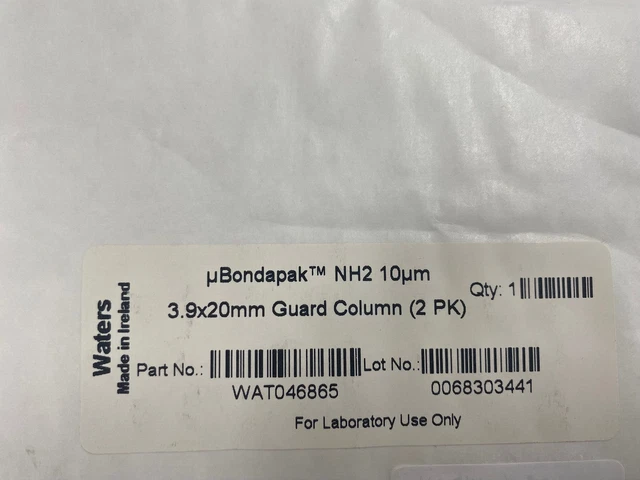 µBondapak™ NH2 10µm
3.9x20mm Guard Column (2 PK)
Qty: 1
Waters
Made in Ireland
Part No.:
WAT046865
Lot No.:
0068303441
For Laboratory Use Only